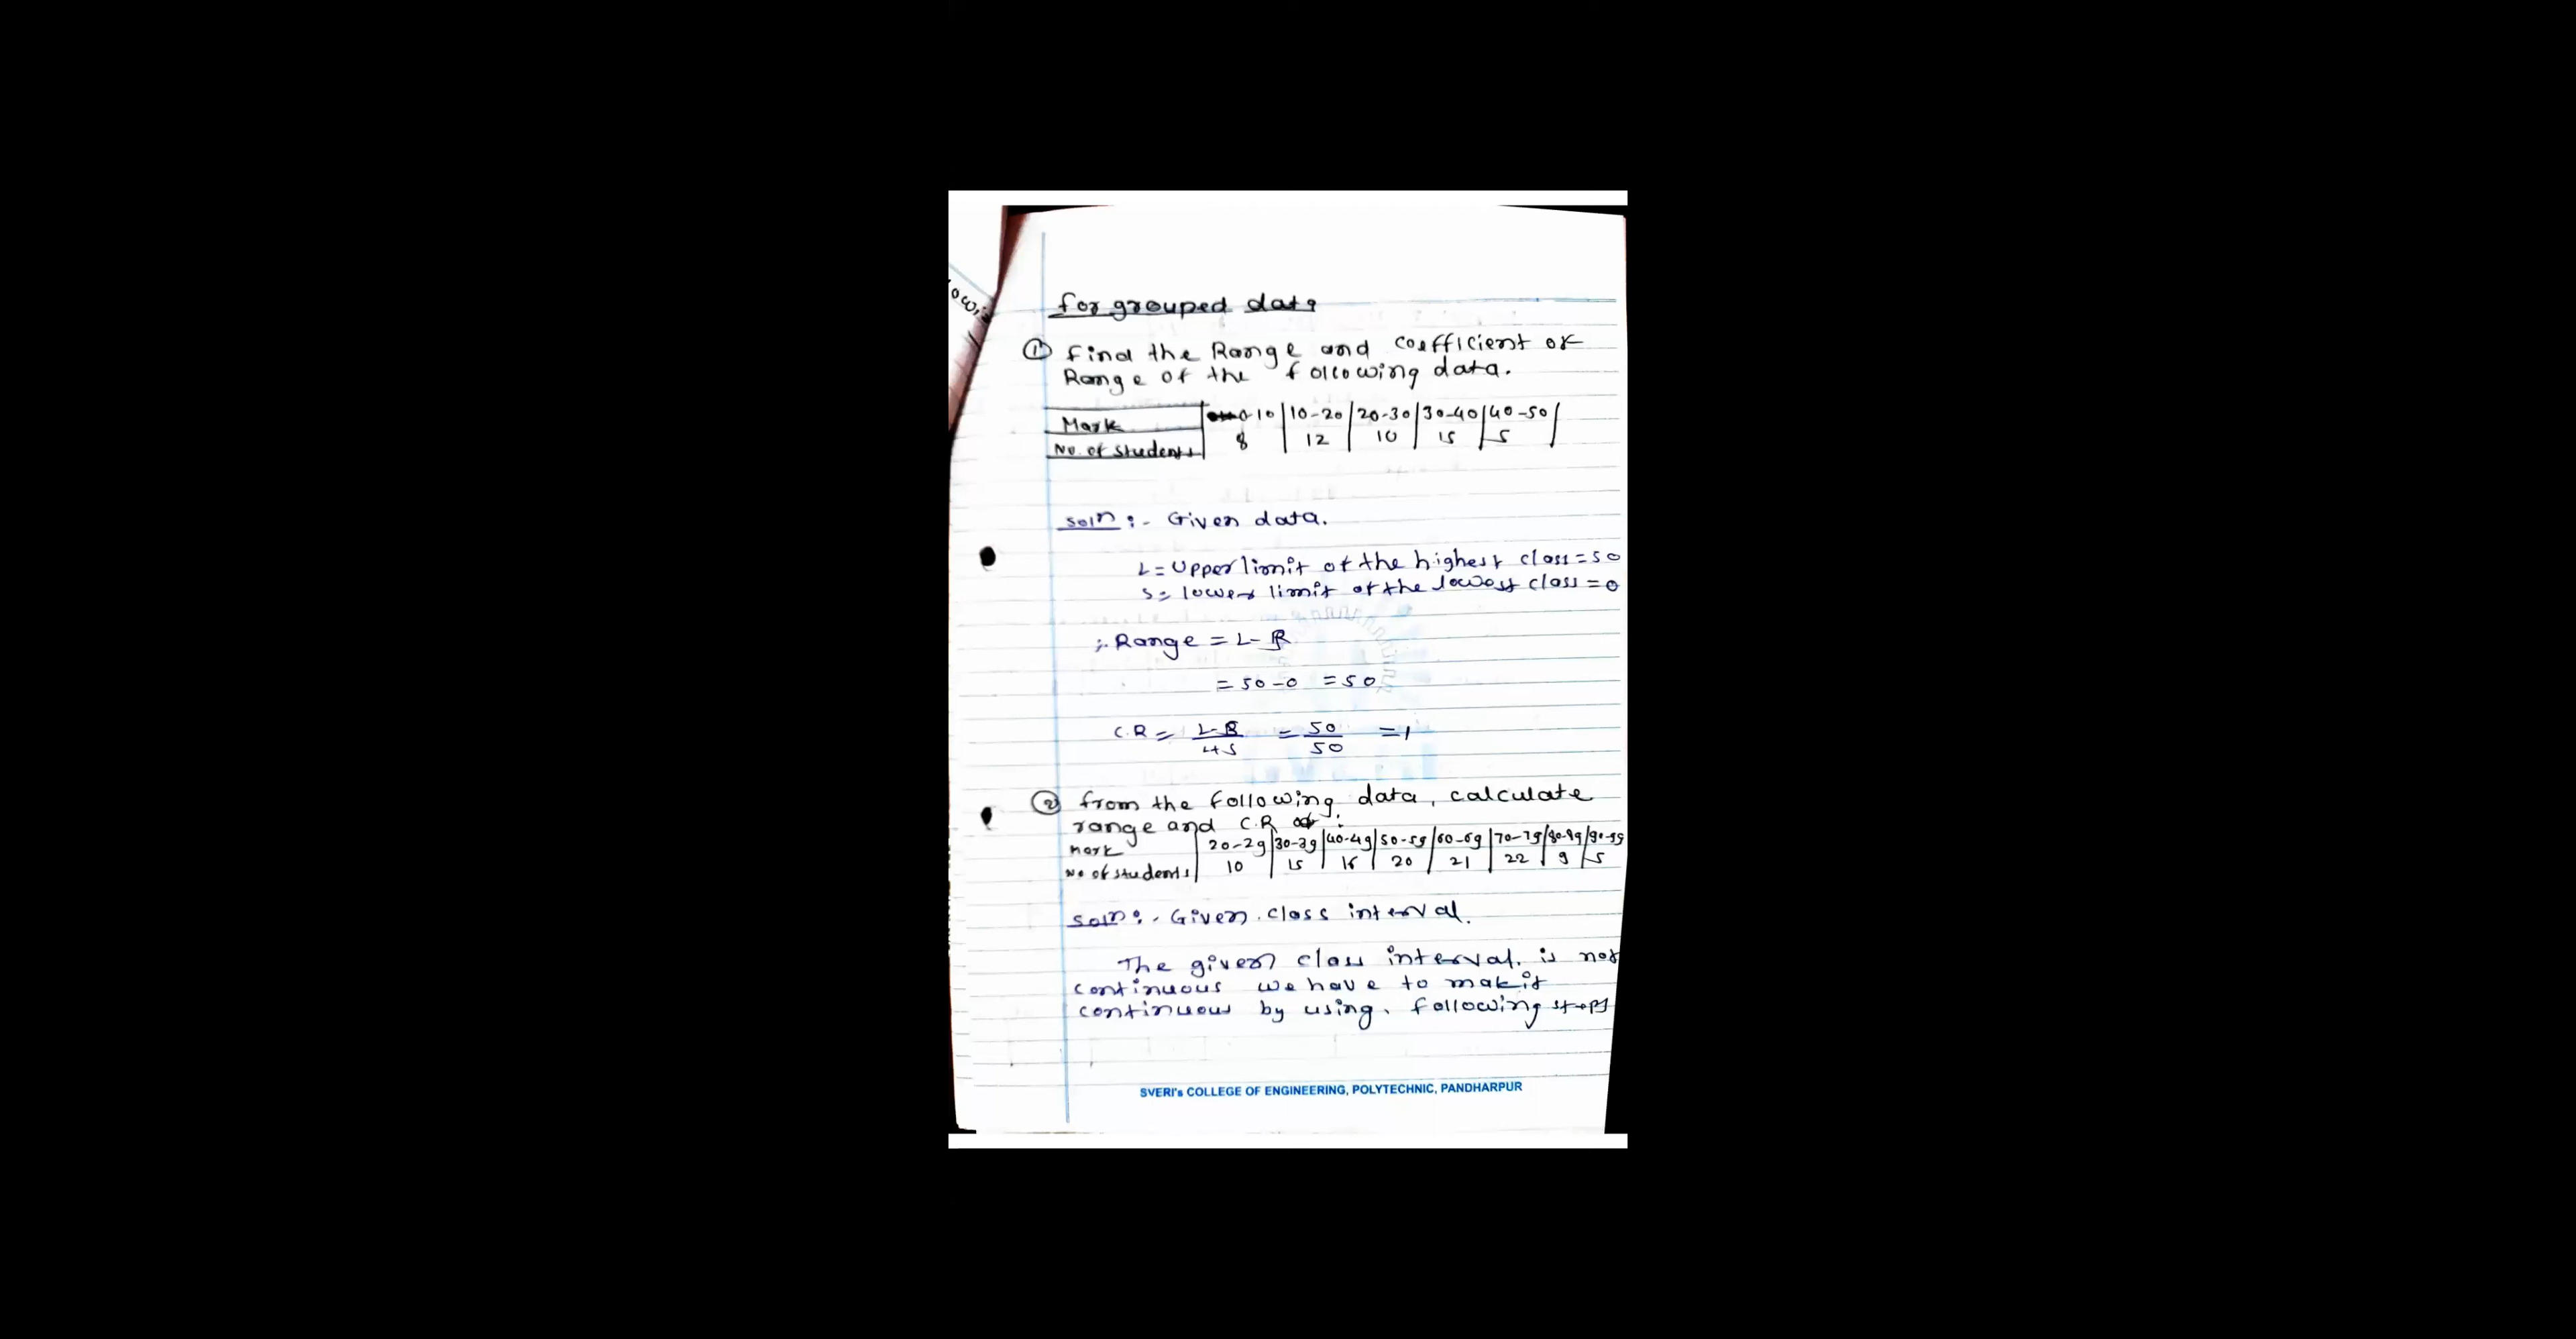 for grouped data
① Find the Range and coefficient of
Range of the following data.
Mark 0-10 10-20 20-30 30-40 40-50
No. of students 8 12 10 15 5
soln :- Given data.
L = Upper limit of the highest class = 50
S = lower limit of the lowest class = 0
∴ Range = L - S
= 50 - 0 = 50
C.R = L-S / L+S = 50 / 50 = 1
② from the following data, calculate
range and C.R
Mark 20-29 30-39 40-49 50-59 60-69 70-79 80-89 90-99
No of students 10 15 16 20 21 22 9 5
soln :- Given class interval.
The given class interval. is not
continuous we have to mak it
continuous by using. following steps
SVERI's COLLEGE OF ENGINEERING, POLYTECHNIC, PANDHARPUR